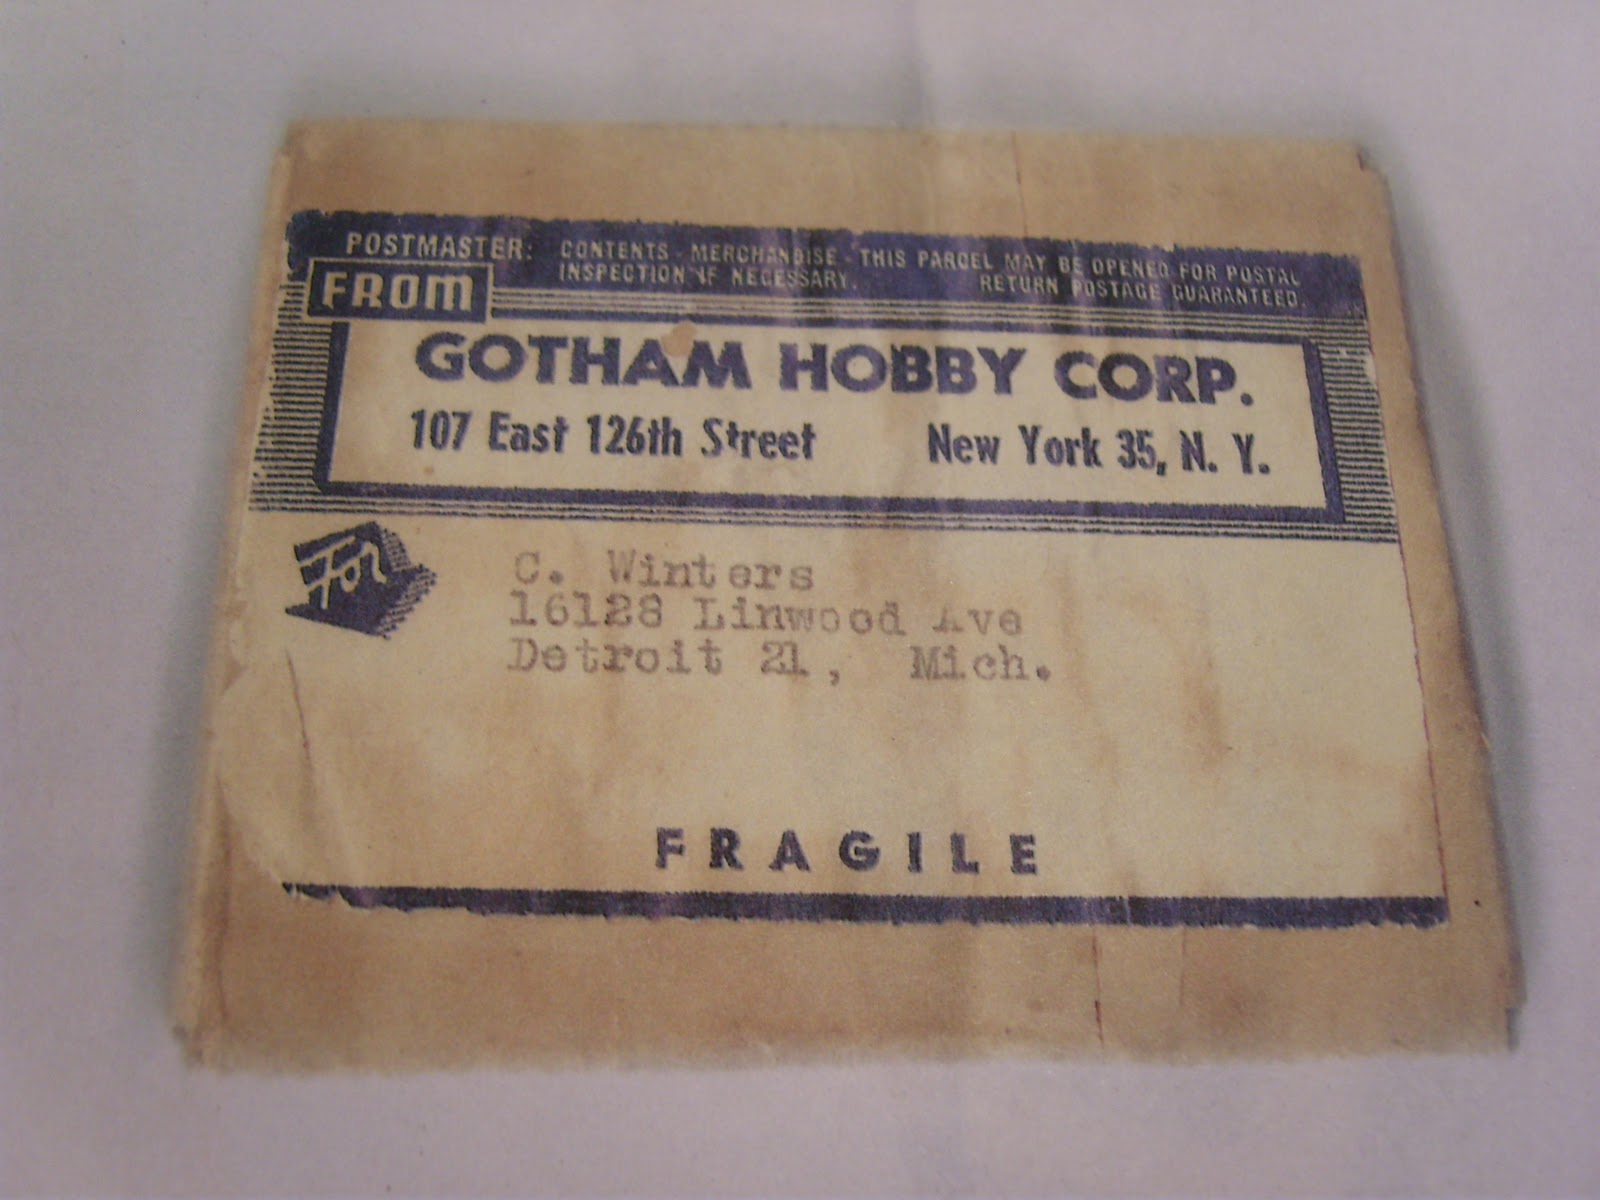 POSTMASTER: CONTENTS - MERCHANDISE - THIS PARCEL MAY BE OPENED FOR POSTAL
INSPECTION IF NECESSARY. RETURN POSTAGE GUARANTEED.
FROM
GOTHAM HOBBY CORP.
107 East 126th Street New York 35, N. Y.
For
C. Winters
16128 Linwood Ave
Detroit 21, Mich.
FRAGILE